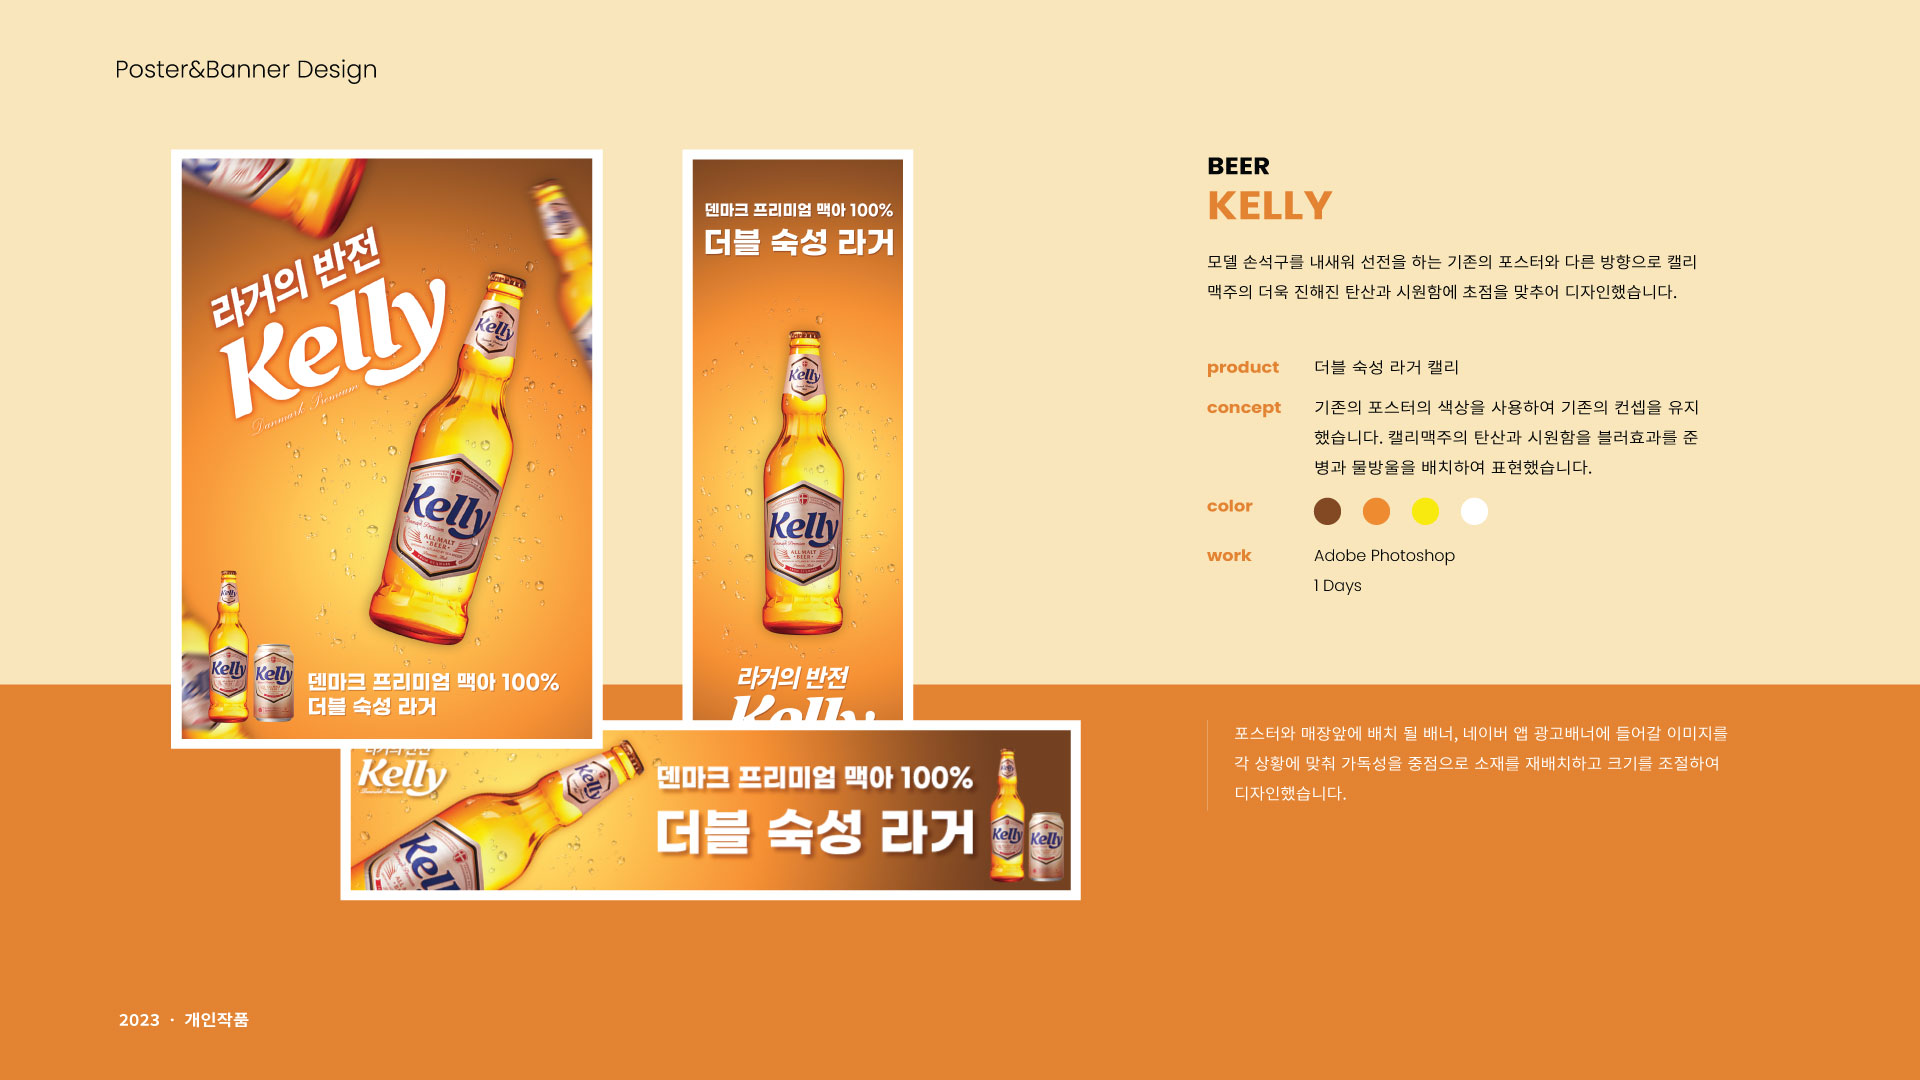 Poster&Banner Design
라거의 반전
Kelly
Danmark Premium
Kelly
Kelly
Danmark Premium
ALL MALT
·BEER·
Kelly
Kelly
Kelly
덴마크 프리미엄 맥아 100%
더블 숙성 라거
덴마크 프리미엄 맥아 100%
더블 숙성 라거
Kelly
Kelly
ALL MALT
·BEER·
라거의 반전
Kelly
라거의 반전
Kelly
Kelly
Kel
덴마크 프리미엄 맥아 100%
더블 숙성 라거
Kelly
Kelly
BEER
KELLY
모델 손석구를 내새워 선전을 하는 기존의 포스터와 다른 방향으로 캘리
맥주의 더욱 진해진 탄산과 시원함에 초점을 맞추어 디자인했습니다.
product 더블 숙성 라거 캘리
concept 기존의 포스터의 색상을 사용하여 기존의 컨셉을 유지
했습니다. 캘리맥주의 탄산과 시원함을 블러효과를 준
병과 물방울을 배치하여 표현했습니다.
color
work Adobe Photoshop
1 Days
포스터와 매장앞에 배치 될 배너, 네이버 앱 광고배너에 들어갈 이미지를
각 상황에 맞춰 가독성을 중점으로 소재를 재배치하고 크기를 조절하여
디자인했습니다.
2023 · 개인작품